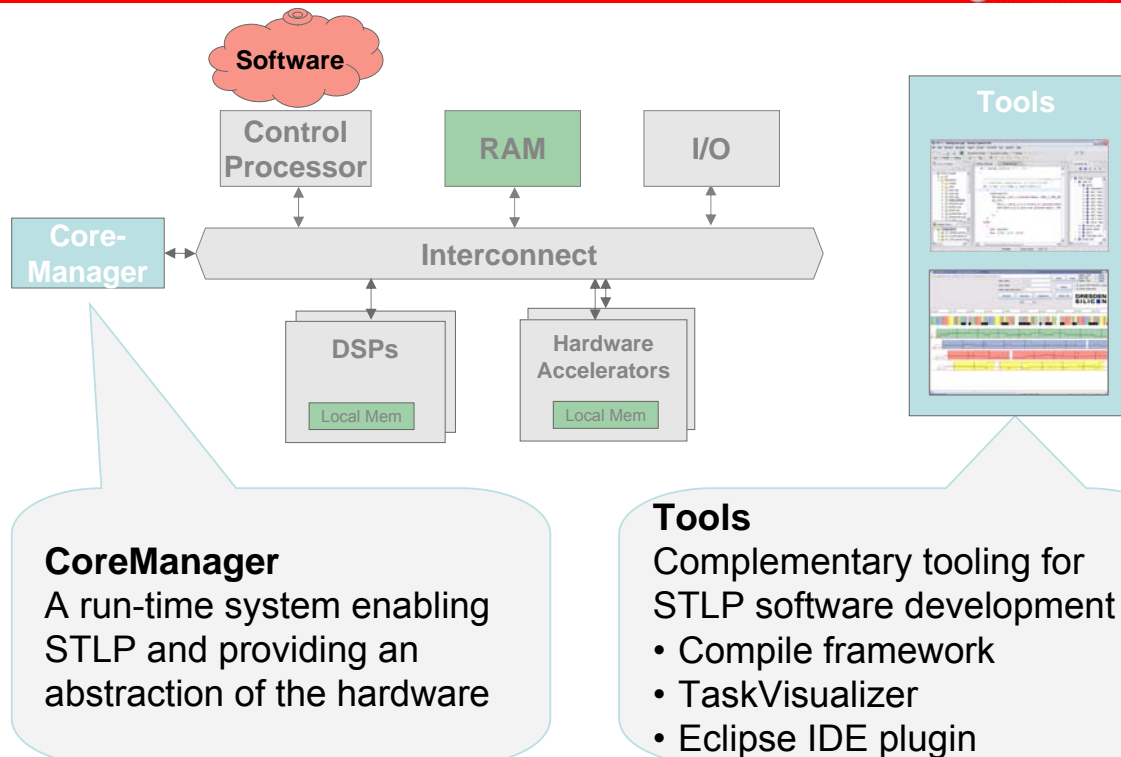 Software
Control
Processor
RAM
I/O
Tools
Core-
Manager
Interconnect
DSPs
Local Mem
Hardware
Accelerators
Local Mem
DRESDEN
SILICON
CoreManager
A run-time system enabling
STLP and providing an
abstraction of the hardware
Tools
Complementary tooling for
STLP software development
• Compile framework
• TaskVisualizer
• Eclipse IDE plugin